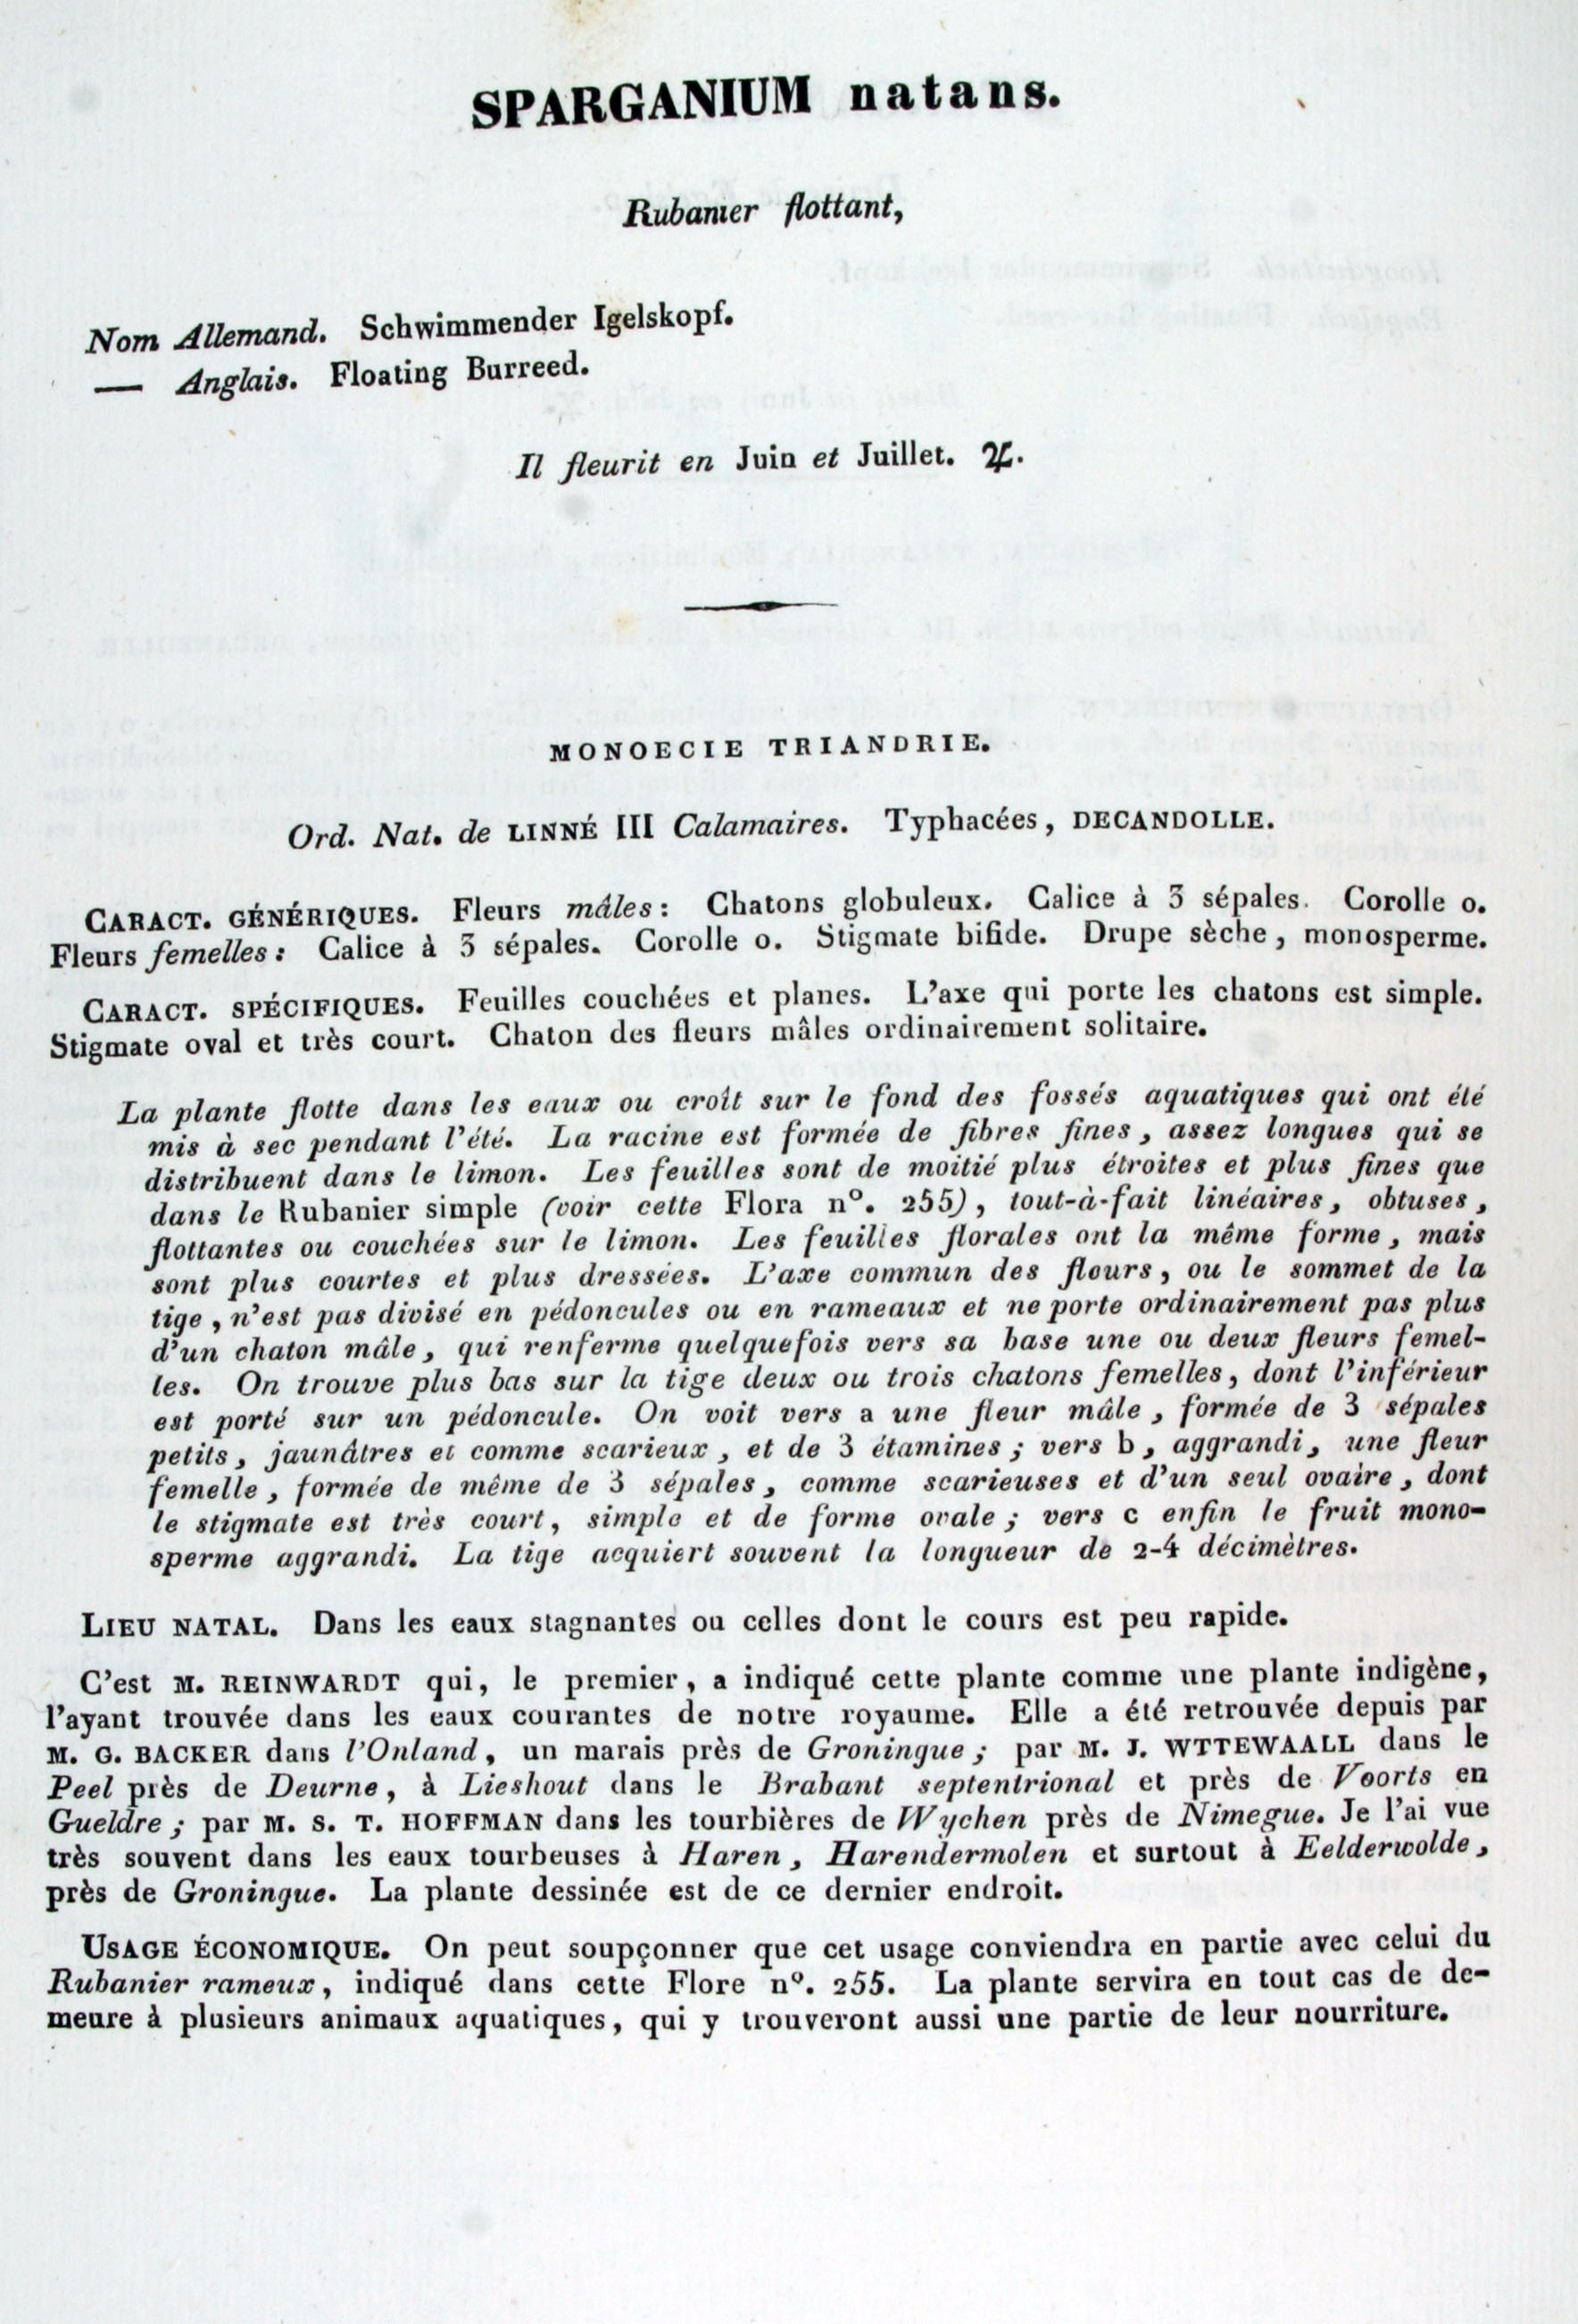 SPARGANIUM natans.
Rubanier flottant,
Nom Allemand. Schwimmender Igelskopf.
— Anglais. Floating Burreed.
Il fleurit en Juin et Juillet. ♃.
MONOECIE TRIANDRIE.
Ord. Nat. de LINNÉ III Calamaires. Typhacées, DECANDOLLE.
CARACT. GÉNÉRIQUES. Fleurs mâles: Chatons globuleux. Calice à 3 sépales. Corolle 0.
Fleurs femelles: Calice à 3 sépales. Corolle 0. Stigmate bifide. Drupe sèche, monosperme.
CARACT. SPÉCIFIQUES. Feuilles couchées et planes. L'axe qui porte les chatons est simple.
Stigmate oval et très court. Chaton des fleurs mâles ordinairement solitaire.
La plante flotte dans les eaux ou croît sur le fond des fossés aquatiques qui ont été
mis à sec pendant l'été. La racine est formée de fibres fines, assez longues qui se
distribuent dans le limon. Les feuilles sont de moitié plus étroites et plus fines que
dans le Rubanier simple (voir cette Flora n°. 255), tout-à-fait linéaires, obtuses,
flottantes ou couchées sur le limon. Les feuilles florales ont la même forme, mais
sont plus courtes et plus dressées. L'axe commun des flours, ou le sommet de la
tige, n'est pas divisé en pédoncules ou en rameaux et ne porte ordinairement pas plus
d'un chaton mâle, qui renferme quelquefois vers sa base une ou deux fleurs femel-
les. On trouve plus bas sur la tige deux ou trois chatons femelles, dont l'inférieur
est porté sur un pédoncule. On voit vers a une fleur mâle, formée de 3 sépales
petits, jaunâtres et comme scarieux, et de 3 étamines; vers b, aggrandi, une fleur
femelle, formée de même de 3 sépales, comme scarieuses et d'un seul ovaire, dont
le stigmate est très court, simple et de forme ovale; vers c enfin le fruit mono-
sperme aggrandi. La tige acquiert souvent la longueur de 2-4 décimètres.
LIEU NATAL. Dans les eaux stagnantes ou celles dont le cours est peu rapide.
C'est M. REINWARDT qui, le premier, a indiqué cette plante comme une plante indigène,
l'ayant trouvée dans les eaux courantes de notre royaume. Elle a été retrouvée depuis par
M. G. BACKER dans l'Onland, un marais près de Groningue; par M. J. WTTEWAALL dans le
Peel près de Deurne, à Lieshout dans le Brabant septentrional et près de Voorts en
Gueldre; par M. S. T. HOFFMAN dans les tourbières de Wychen près de Nimegue. Je l'ai vue
très souvent dans les eaux tourbeuses à Haren, Harendermolen et surtout à Eelderwolde,
près de Groningue. La plante dessinée est de ce dernier endroit.
USAGE ÉCONOMIQUE. On peut soupçonner que cet usage conviendra en partie avec celui du
Rubanier rameux, indiqué dans cette Flore n°. 255. La plante servira en tout cas de de-
meure à plusieurs animaux aquatiques, qui y trouveront aussi une partie de leur nourriture.